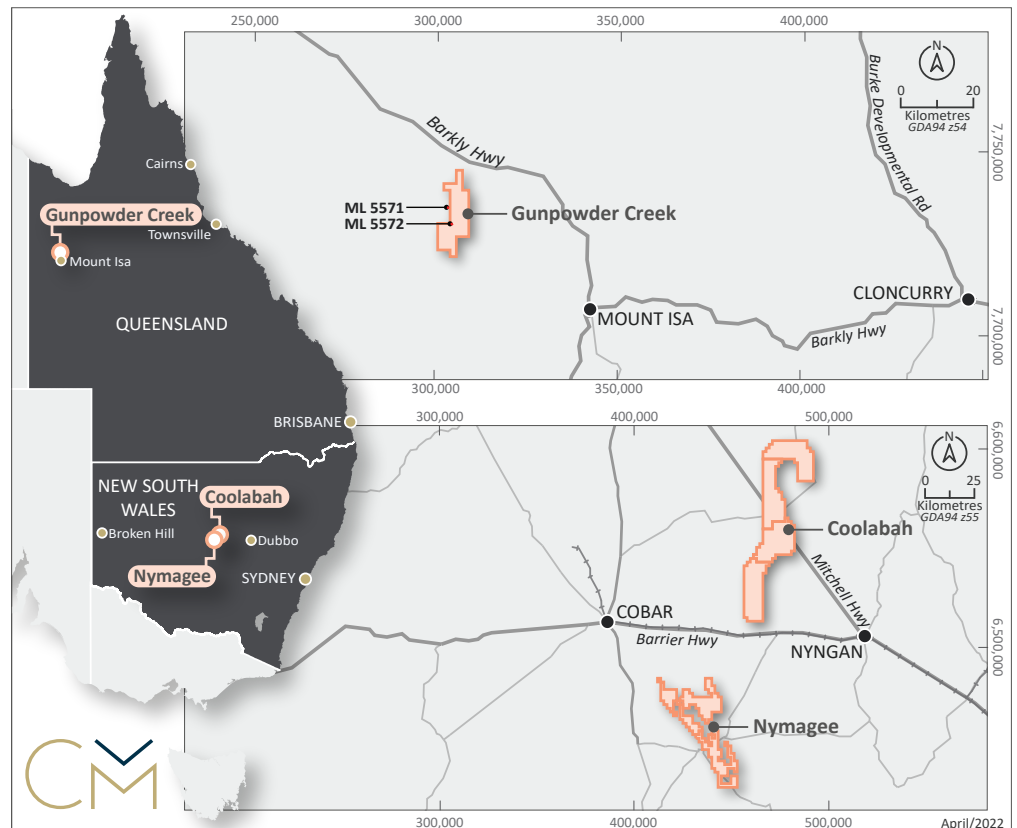 250,000
300,000
350,000
400,000
N
0 20
Kilometres
GDA94 z54
Burke Developmental Rd
7,750,000
Barkly Hwy
Cairns
ML 5571
ML 5572
Gunpowder Creek
Gunpowder Creek
Townsville
Mount Isa
CLONCURRY
MOUNT ISA
Barkly Hwy
7,700,000
QUEENSLAND
300,000
350,000
400,000
BRISBANE
300,000
400,000
500,000
6,600,000
N
0 25
Kilometres
GDA94 z55
NEW SOUTH
WALES
Coolabah
Broken Hill
Dubbo
Nymagee
SYDNEY
Coolabah
Mitchell Hwy
COBAR
Barrier Hwy
NYNGAN
6,500,000
Nymagee
CM
300,000
400,000
500,000
April/2022